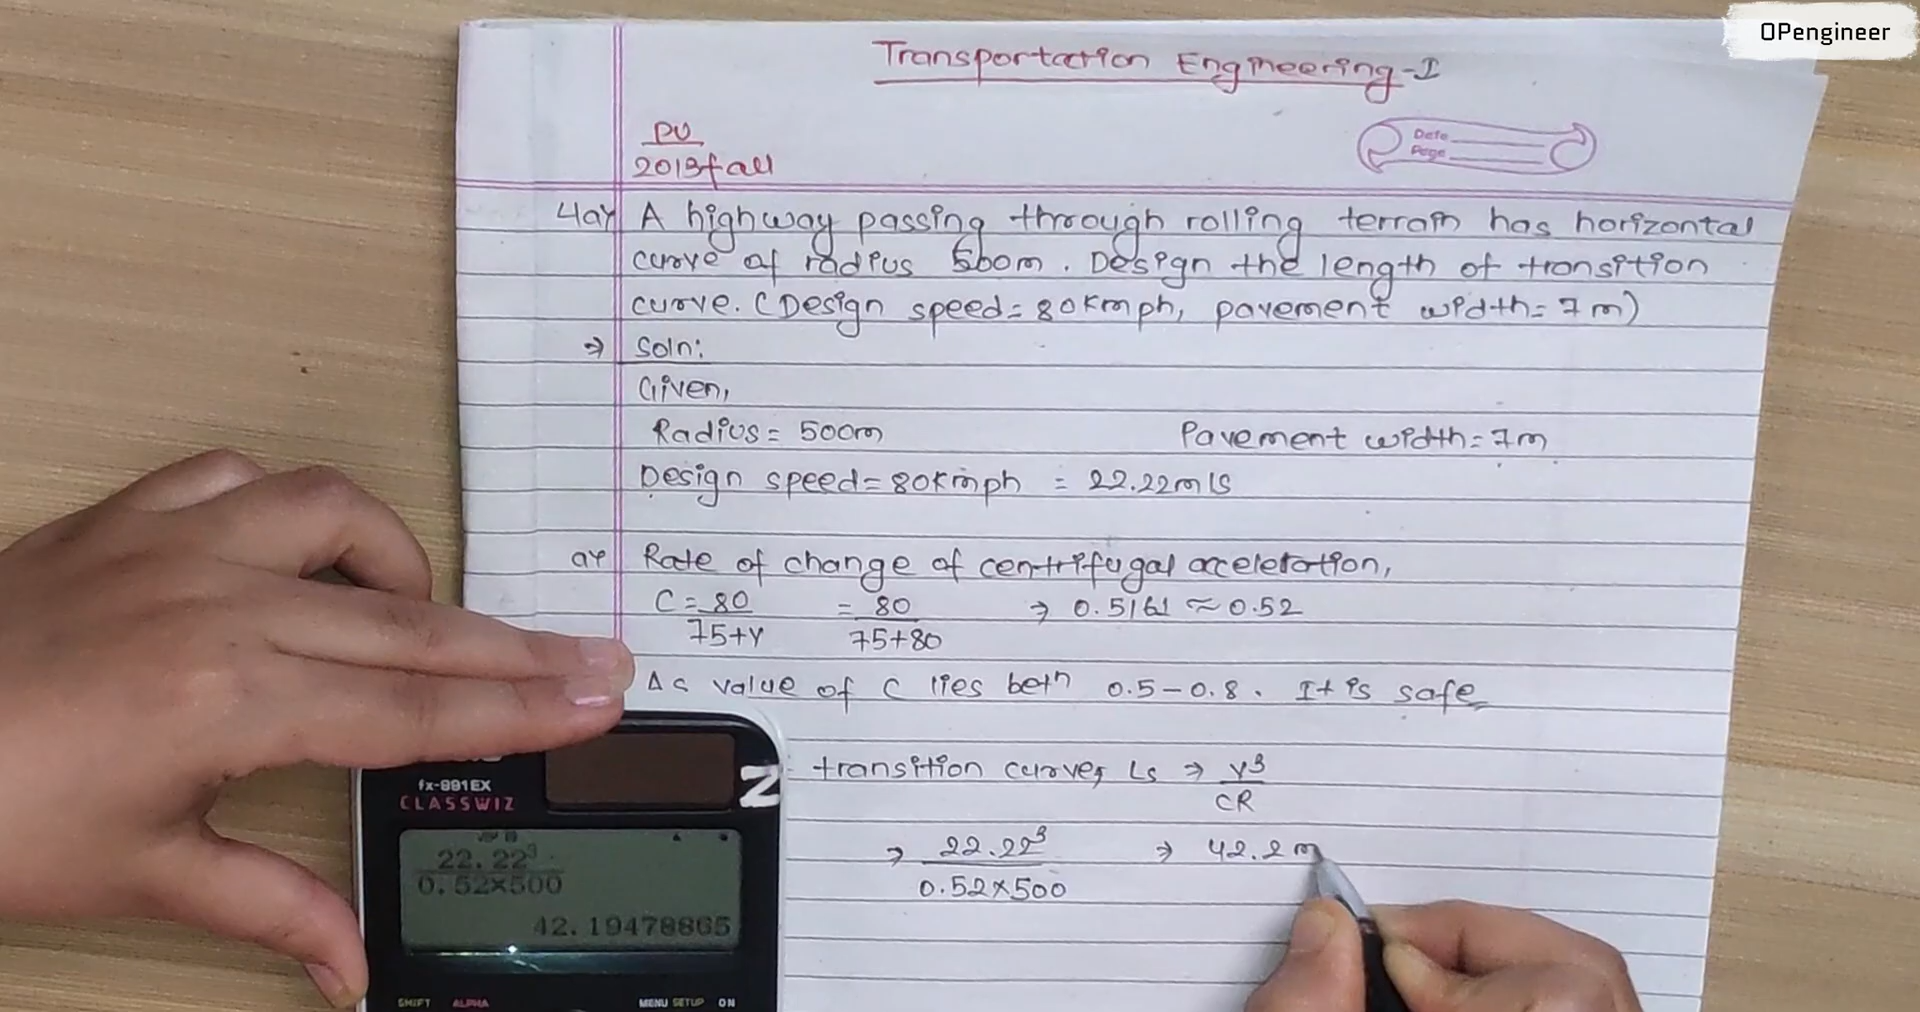 OPengineer
Transportation Engineering-I
Date
Page
PU
2013fall
4a) A highway passing through rolling terrain has horizontal
curve of radius 500m. Design the length of transition
curve. (Design speed=80Kmph, pavement width=7m)
⇒ Soln:
Given,
Radius= 500m Pavement width=7m
Design speed=80Kmph = 22.22m/s
a) Rate of change of centrifugal acceleration,
C = 80/75+V = 80/75+80 → 0.5161 ≈ 0.52
As value of C lies betn 0.5-0.8. It is safe
transition curve, Ls → V³/CR
→ 22.22³/0.52×500 → 42.2m
fx-991EX
CLASSWIZ
22.22³
0.52×500
42.19478865
SHIFT ALPHA MENU SETUP ON